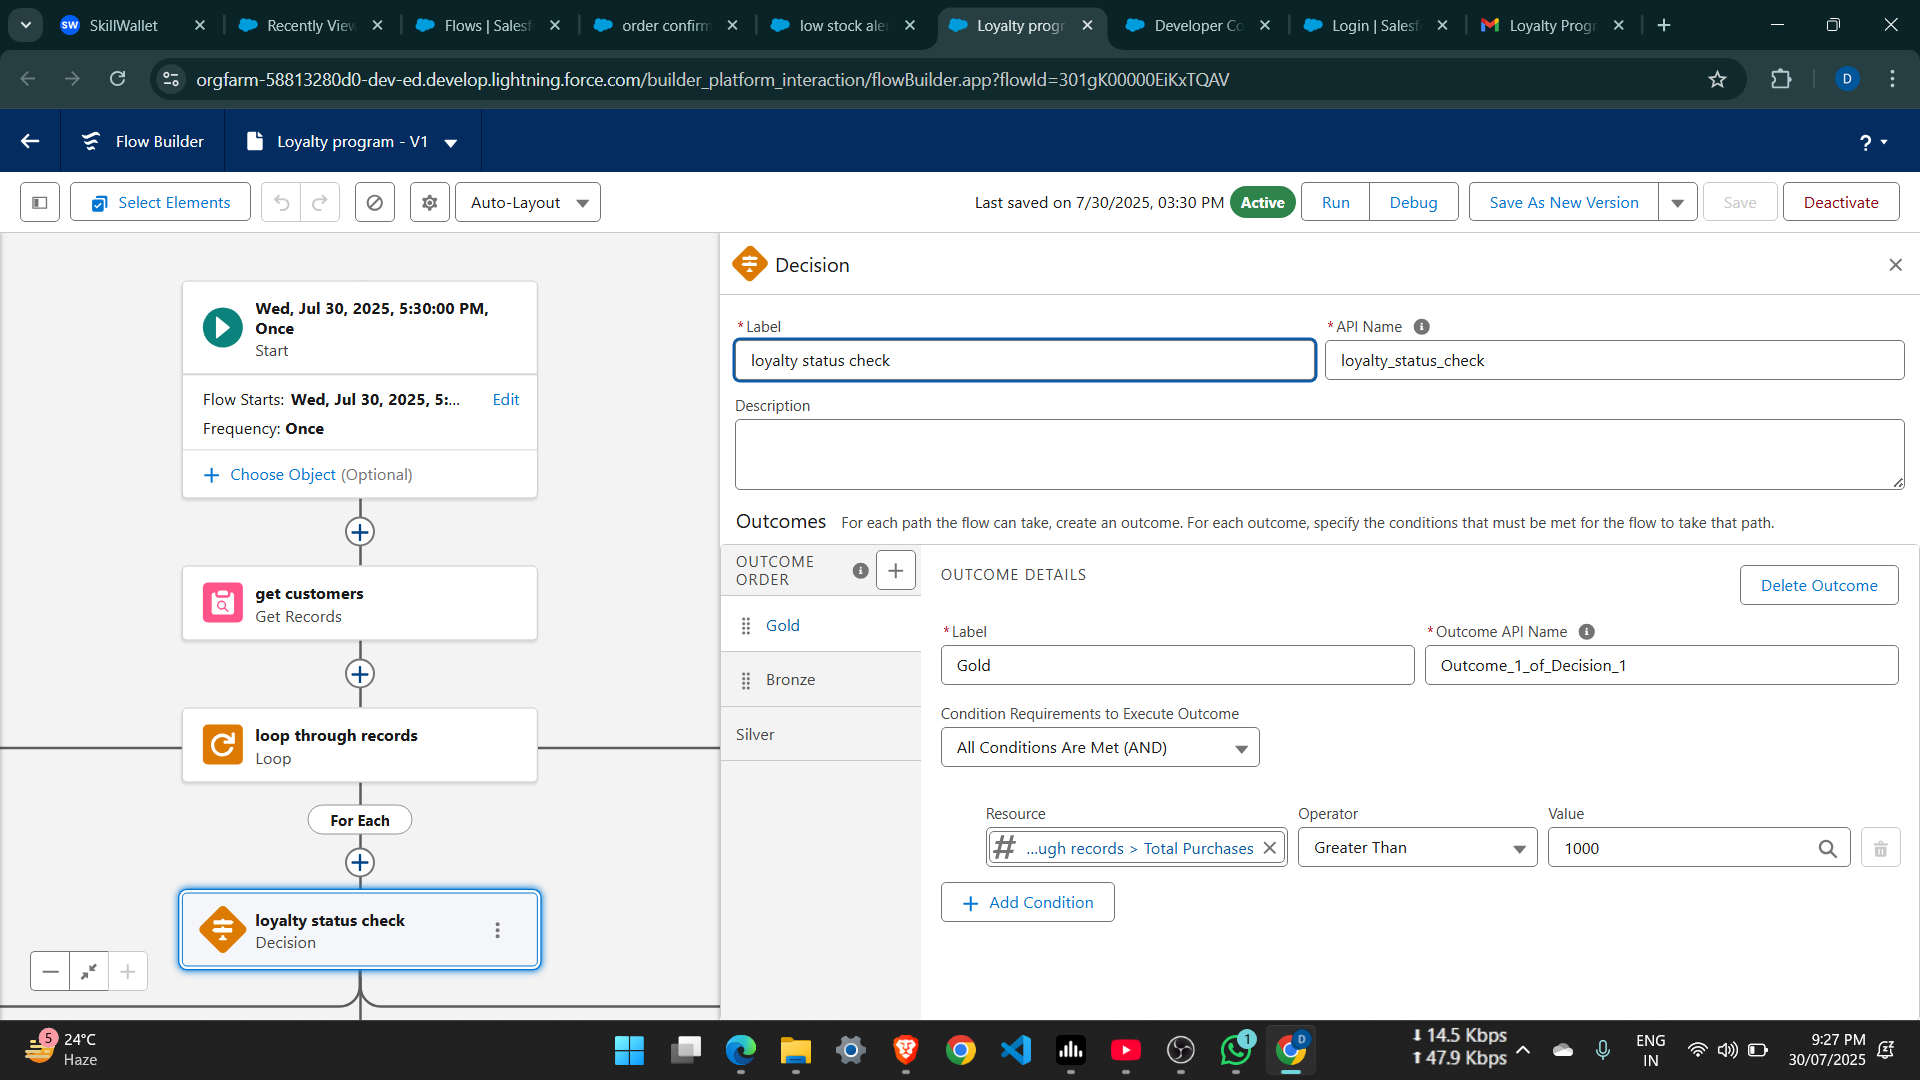 SkillWallet
Recently View
Flows | Salesf
order confirm
low stock aler
Loyalty progr
Developer Co
Login | Salesf
Loyalty Progr
orgfarm-58813280d0-dev-ed.develop.lightning.force.com/builder_platform_interaction/flowBuilder.app?flowId=301gK00000EiKxTQAV
D
Flow Builder
Loyalty program - V1
?
Select Elements
Auto-Layout
Last saved on 7/30/2025, 03:30 PM
Active
Run
Debug
Save As New Version
Save
Deactivate
Wed, Jul 30, 2025, 5:30:00 PM,
Once
Start
Flow Starts: Wed, Jul 30, 2025, 5:...
Edit
Frequency: Once
Choose Object (Optional)
get customers
Get Records
loop through records
Loop
For Each
loyalty status check
Decision
Decision
*Label
loyalty status check
*API Name
loyalty_status_check
Description
Outcomes
For each path the flow can take, create an outcome. For each outcome, specify the conditions that must be met for the flow to take that path.
OUTCOME
ORDER
Gold
Bronze
Silver
OUTCOME DETAILS
Delete Outcome
*Label
Gold
*Outcome API Name
Outcome_1_of_Decision_1
Condition Requirements to Execute Outcome
All Conditions Are Met (AND)
Resource
Operator
Value
...ugh records > Total Purchases
Greater Than
1000
Add Condition
5
24°C
Haze
1
D
14.5 Kbps
47.9 Kbps
ENG
IN
9:27 PM
30/07/2025